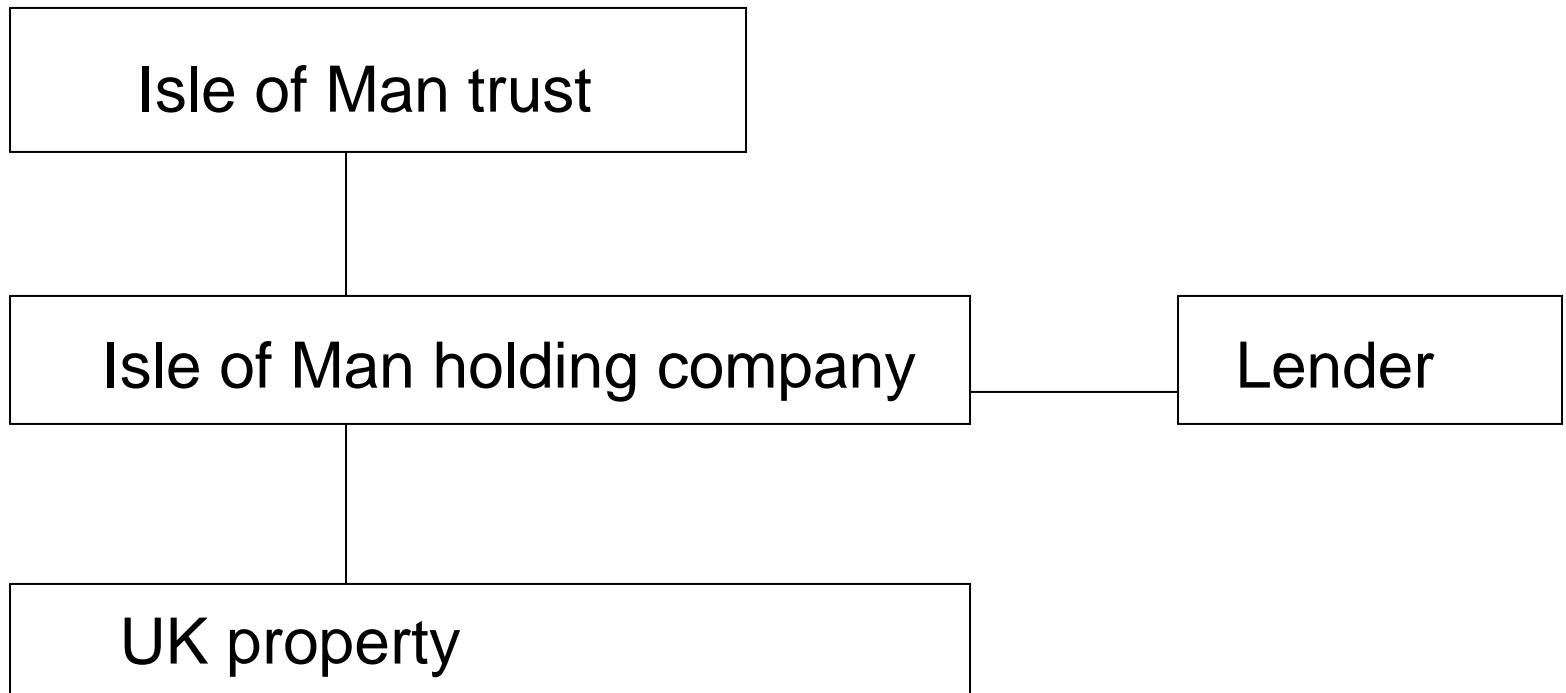 Isle of Man trust
Isle of Man holding company
Lender
UK property